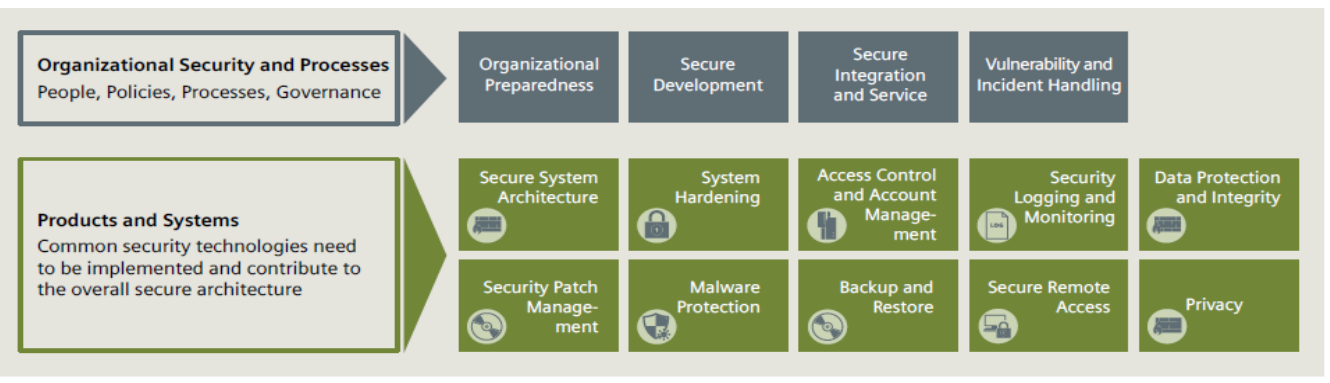 Organizational Security and Processes
People, Policies, Processes, Governance
Organizational
Preparedness
Secure
Development
Secure
Integration
and Service
Vulnerability and
Incident Handling
Products and Systems
Common security technologies need
to be implemented and contribute to
the overall secure architecture
Secure System
Architecture
System
Hardening
Access Control
and Account
Manage-
ment
Security
Logging and
Monitoring
LOG
Data Protection
and Integrity
Security Patch
Manage-
ment
Malware
Protection
Backup and
Restore
Secure Remote
Access
Privacy